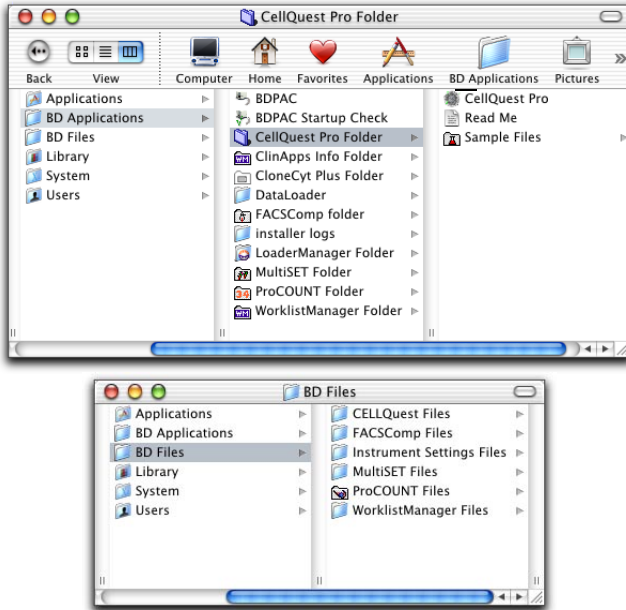 CellQuest Pro Folder
Back View Computer Home Favorites Applications BD Applications Pictures
Applications
BD Applications
BD Files
Library
System
Users
BDPAC
BDPAC Startup Check
CellQuest Pro Folder
ClinApps Info Folder
CloneCyt Plus Folder
DataLoader
FACSComp folder
installer logs
LoaderManager Folder
MultiSET Folder
ProCOUNT Folder
WorklistManager Folder
CellQuest Pro
Read Me
Sample Files
BD Files
Applications
BD Applications
BD Files
Library
System
Users
CELLQuest Files
FACSComp Files
Instrument Settings Files
MultiSET Files
ProCOUNT Files
WorklistManager Files